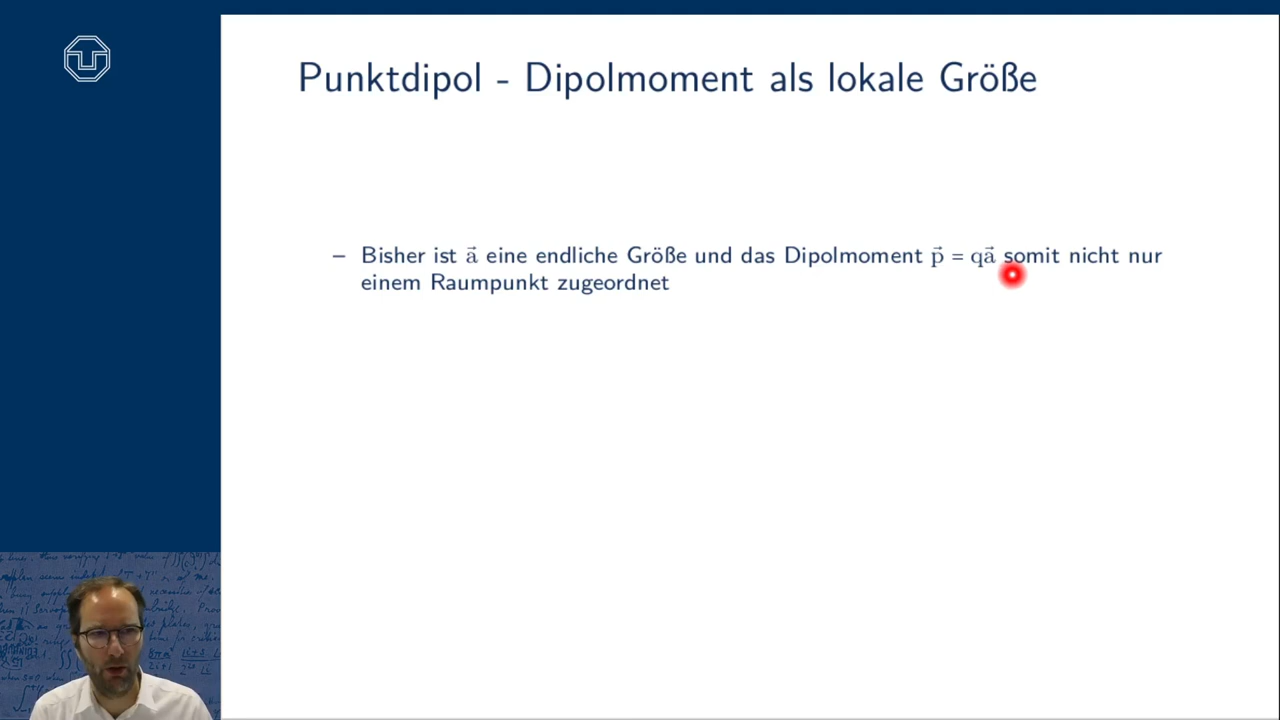 Punktdipol - Dipolmoment als lokale Größe
– Bisher ist a⃗ eine endliche Größe und das Dipolmoment p⃗ = qa⃗ somit nicht nur
einem Raumpunkt zugeordnet